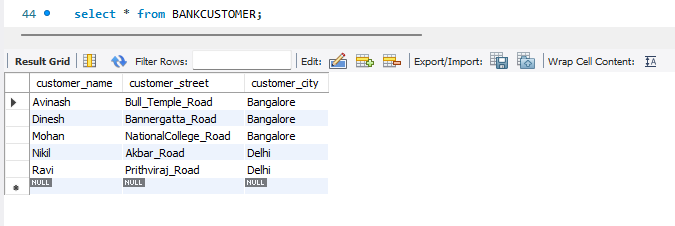 44 select * from BANKCUSTOMER;
Result Grid Filter Rows: Edit: Export/Import: Wrap Cell Content: IA
customer_name customer_street customer_city
Avinash Bull_Temple_Road Bangalore
Dinesh Bannergatta_Road Bangalore
Mohan NationalCollege_Road Bangalore
Nikil Akbar_Road Delhi
Ravi Prithviraj_Road Delhi
NULL NULL NULL